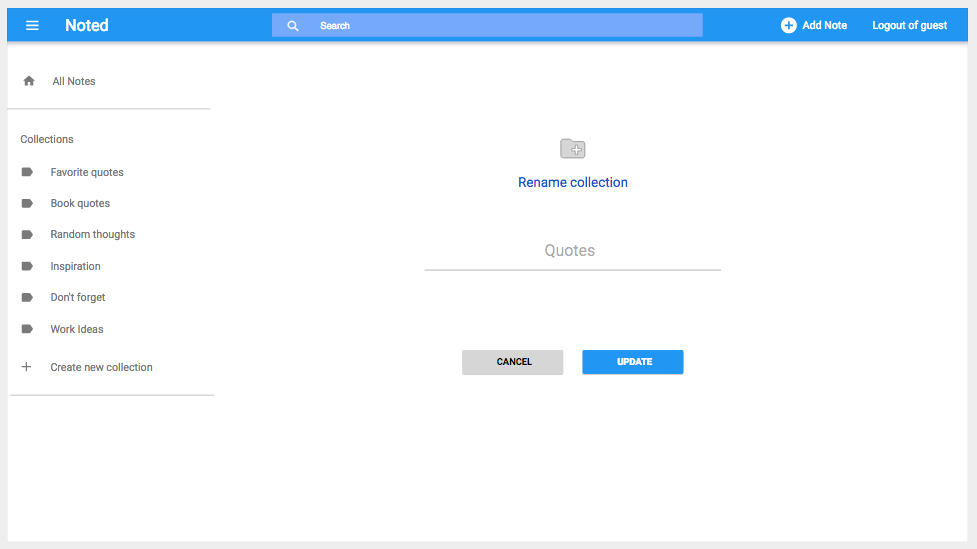 Noted
Search
Add Note
Logout of guest
All Notes
Collections
Favorite quotes
Book quotes
Random thoughts
Inspiration
Don't forget
Work Ideas
Create new collection
Rename collection
Quotes
CANCEL
UPDATE